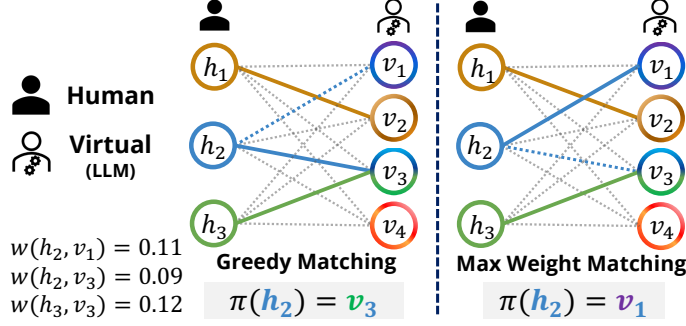 Human
Virtual
(LLM)
w(h₂, v₁) = 0.11
w(h₂, v₃) = 0.09
w(h₃, v₃) = 0.12
h₁
h₂
h₃
v₁
v₂
v₃
v₄
Greedy Matching
π(h₂) = v₃
h₁
h₂
h₃
v₁
v₂
v₃
v₄
Max Weight Matching
π(h₂) = v₁